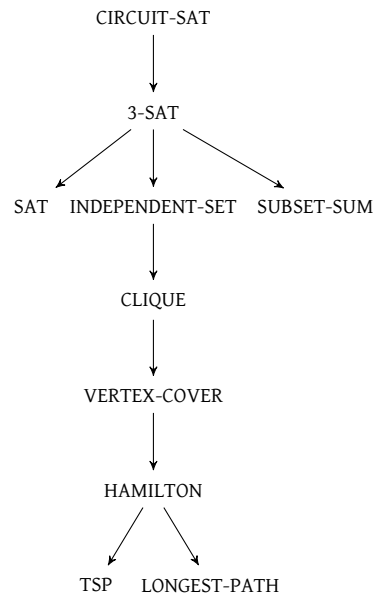 CIRCUIT-SAT
3-SAT
SAT INDEPENDENT-SET SUBSET-SUM
CLIQUE
VERTEX-COVER
HAMILTON
TSP LONGEST-PATH